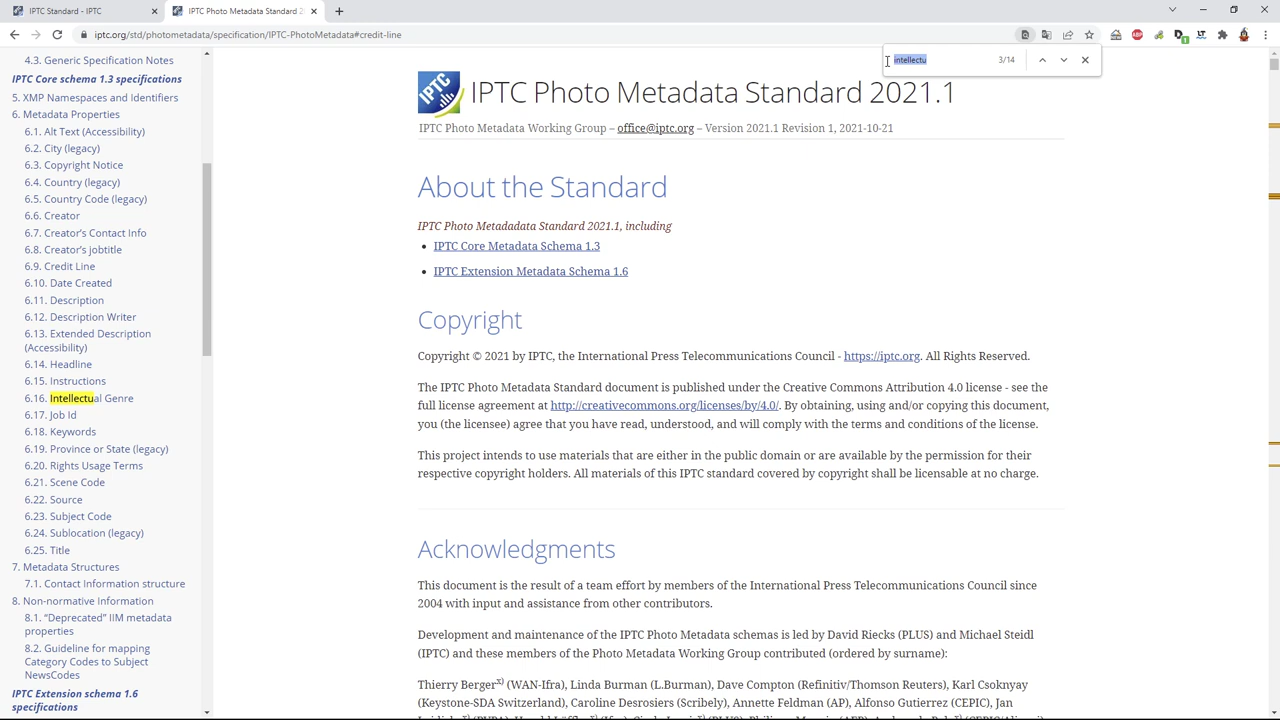 IPTC Standard - IPTC
IPTC Photo Metadata Standard 2
iptc.org/std/photometadata/specification/IPTC-PhotoMetadata#credit-line
intellectu
3/14
4.3. Generic Specification Notes
IPTC Core schema 1.3 specifications
5. XMP Namespaces and Identifiers
6. Metadata Properties
6.1. Alt Text (Accessibility)
6.2. City (legacy)
6.3. Copyright Notice
6.4. Country (legacy)
6.5. Country Code (legacy)
6.6. Creator
6.7. Creator’s Contact Info
6.8. Creator’s jobtitle
6.9. Credit Line
6.10. Date Created
6.11. Description
6.12. Description Writer
6.13. Extended Description
(Accessibility)
6.14. Headline
6.15. Instructions
6.16. Intellectual Genre
6.17. Job Id
6.18. Keywords
6.19. Province or State (legacy)
6.20. Rights Usage Terms
6.21. Scene Code
6.22. Source
6.23. Subject Code
6.24. Sublocation (legacy)
6.25. Title
7. Metadata Structures
7.1. Contact Information structure
8. Non-normative Information
8.1. “Deprecated” IIM metadata
properties
8.2. Guideline for mapping
Category Codes to Subject
NewsCodes
IPTC Extension schema 1.6
specifications
IPTC
IPTC Photo Metadata Standard 2021.1
IPTC Photo Metadata Working Group – office@iptc.org – Version 2021.1 Revision 1, 2021-10-21
About the Standard
IPTC Photo Metadadata Standard 2021.1, including
• IPTC Core Metadata Schema 1.3
• IPTC Extension Metadata Schema 1.6
Copyright
Copyright © 2021 by IPTC, the International Press Telecommunications Council - https://iptc.org. All Rights Reserved.
The IPTC Photo Metadata Standard document is published under the Creative Commons Attribution 4.0 license - see the
full license agreement at http://creativecommons.org/licenses/by/4.0/. By obtaining, using and/or copying this document,
you (the licensee) agree that you have read, understood, and will comply with the terms and conditions of the license.
This project intends to use materials that are either in the public domain or are available by the permission for their
respective copyright holders. All materials of this IPTC standard covered by copyright shall be licensable at no charge.
Acknowledgments
This document is the result of a team effort by members of the International Press Telecommunications Council since
2004 with input and assistance from other contributors.
Development and maintenance of the IPTC Photo Metadata schemas is led by David Riecks (PLUS) and Michael Steidl
(IPTC) and these members of the Photo Metadata Working Group contributed (ordered by surname):
Thierry Bergerx) (WAN-Ifra), Linda Burman (L.Burman), Dave Compton (Refinitiv/Thomson Reuters), Karl Csoknyay
(Keystone-SDA Switzerland), Caroline Desrosiers (Scribely), Annette Feldman (AP), Alfonso Gutierrez (CEPIC), Jan